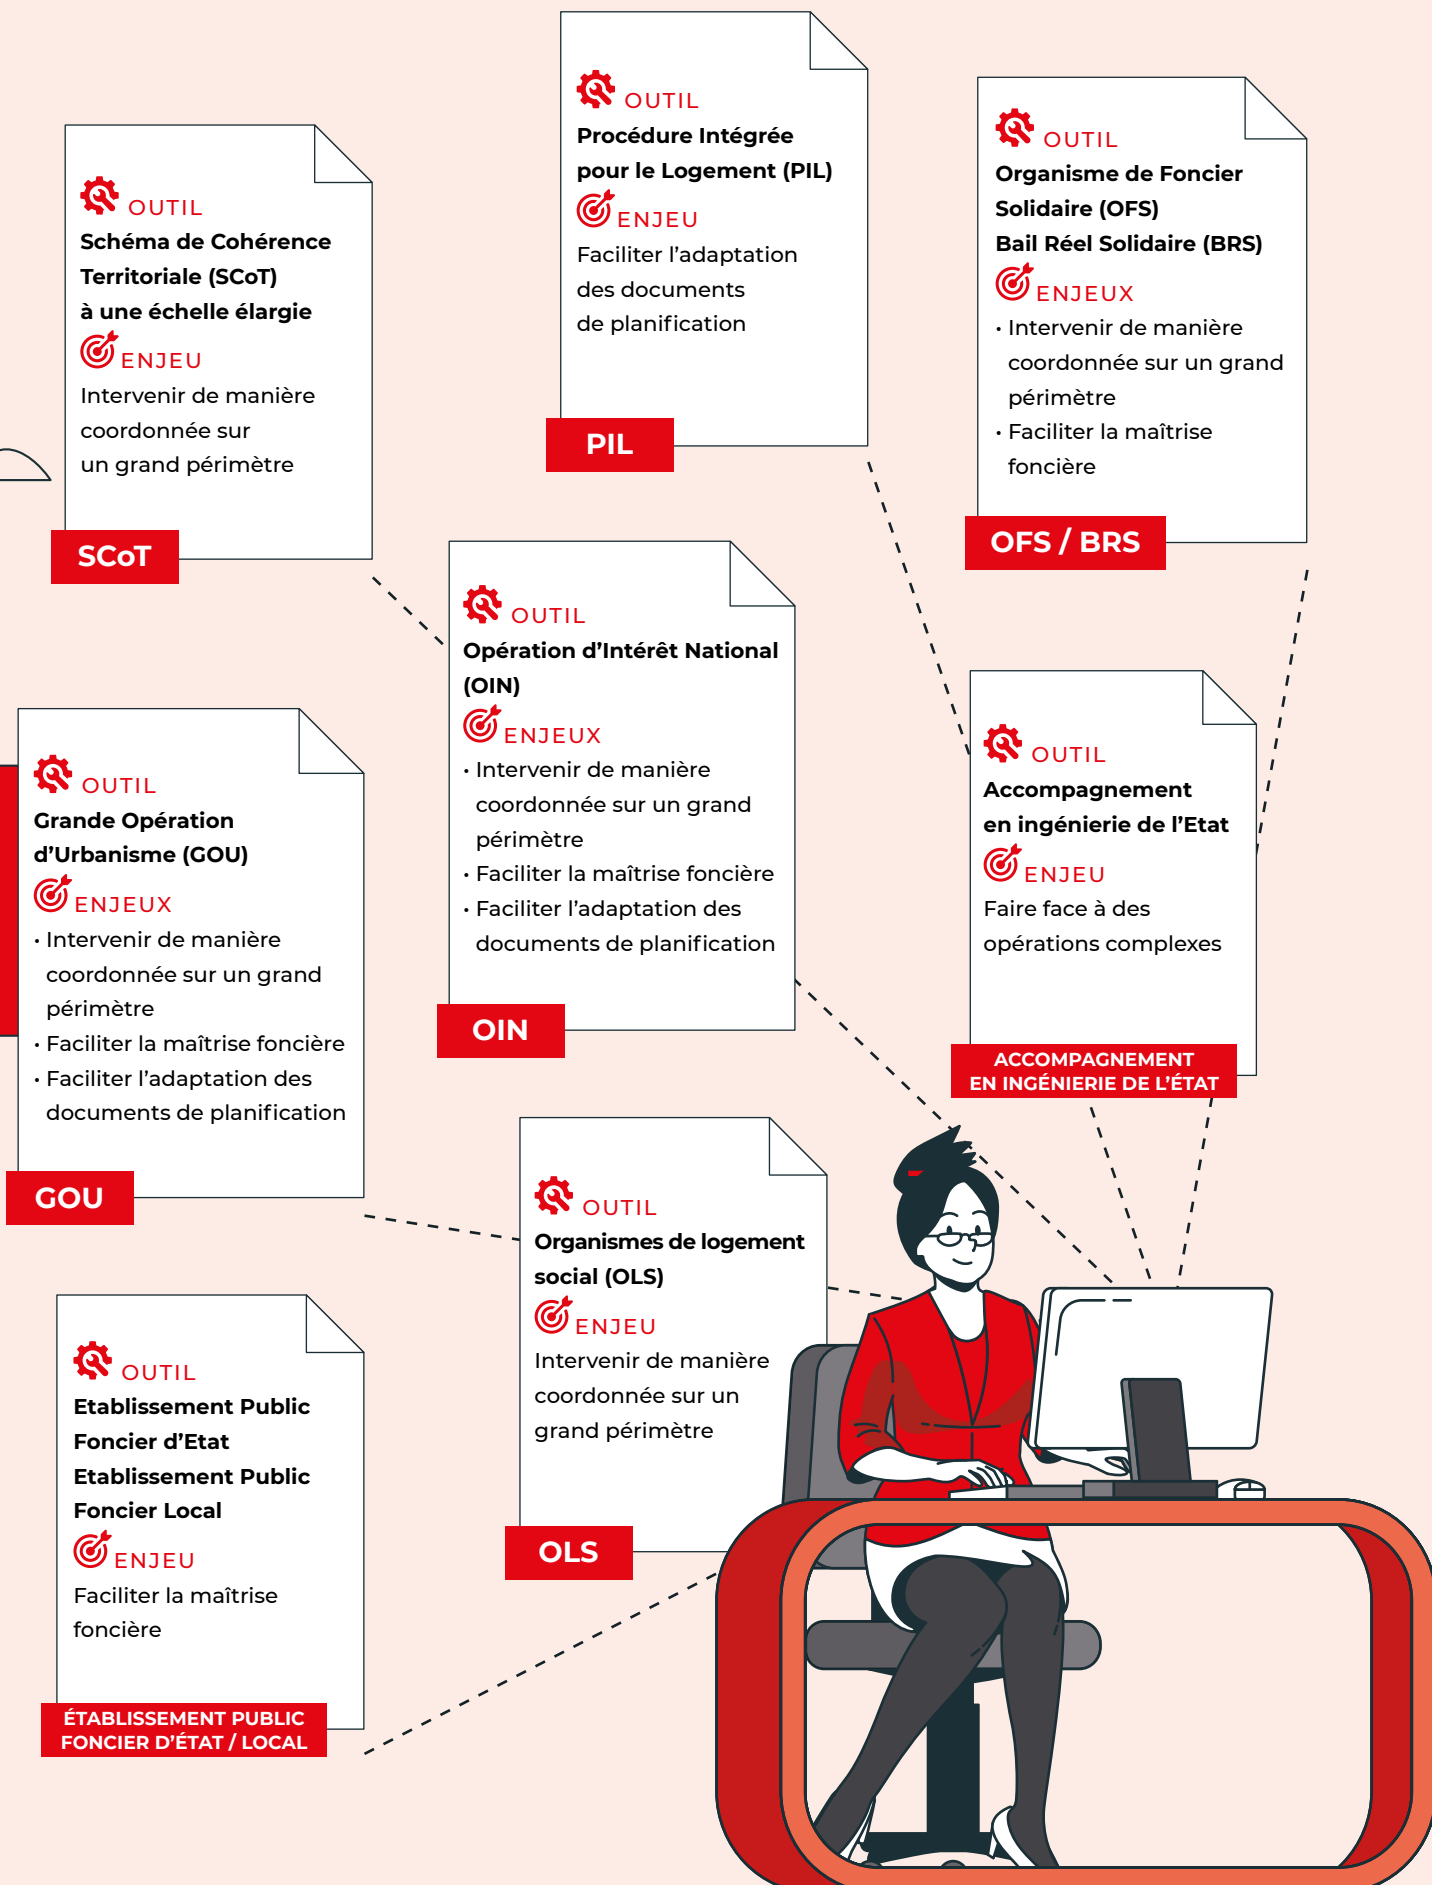 OUTIL
Procédure Intégrée
pour le Logement (PIL)
ENJEU
Faciliter l’adaptation
des documents
de planification
PIL
OUTIL
Organisme de Foncier
Solidaire (OFS)
Bail Réel Solidaire (BRS)
ENJEUX
• Intervenir de manière
coordonnée sur un grand
périmètre
• Faciliter la maîtrise
foncière
OFS / BRS
OUTIL
Schéma de Cohérence
Territoriale (SCoT)
à une échelle élargie
ENJEU
Intervenir de manière
coordonnée sur
un grand périmètre
SCoT
OUTIL
Opération d’Intérêt National
(OIN)
ENJEUX
• Intervenir de manière
coordonnée sur un grand
périmètre
• Faciliter la maîtrise foncière
• Faciliter l’adaptation des
documents de planification
OIN
OUTIL
Accompagnement
en ingénierie de l’Etat
ENJEU
Faire face à des
opérations complexes
ACCOMPAGNEMENT
EN INGÉNIERIE DE L’ÉTAT
OUTIL
Grande Opération
d’Urbanisme (GOU)
ENJEUX
• Intervenir de manière
coordonnée sur un grand
périmètre
• Faciliter la maîtrise foncière
• Faciliter l’adaptation des
documents de planification
GOU
OUTIL
Organismes de logement
social (OLS)
ENJEU
Intervenir de manière
coordonnée sur un
grand périmètre
OLS
OUTIL
Etablissement Public
Foncier d’Etat
Etablissement Public
Foncier Local
ENJEU
Faciliter la maîtrise
foncière
ÉTABLISSEMENT PUBLIC
FONCIER D’ÉTAT / LOCAL